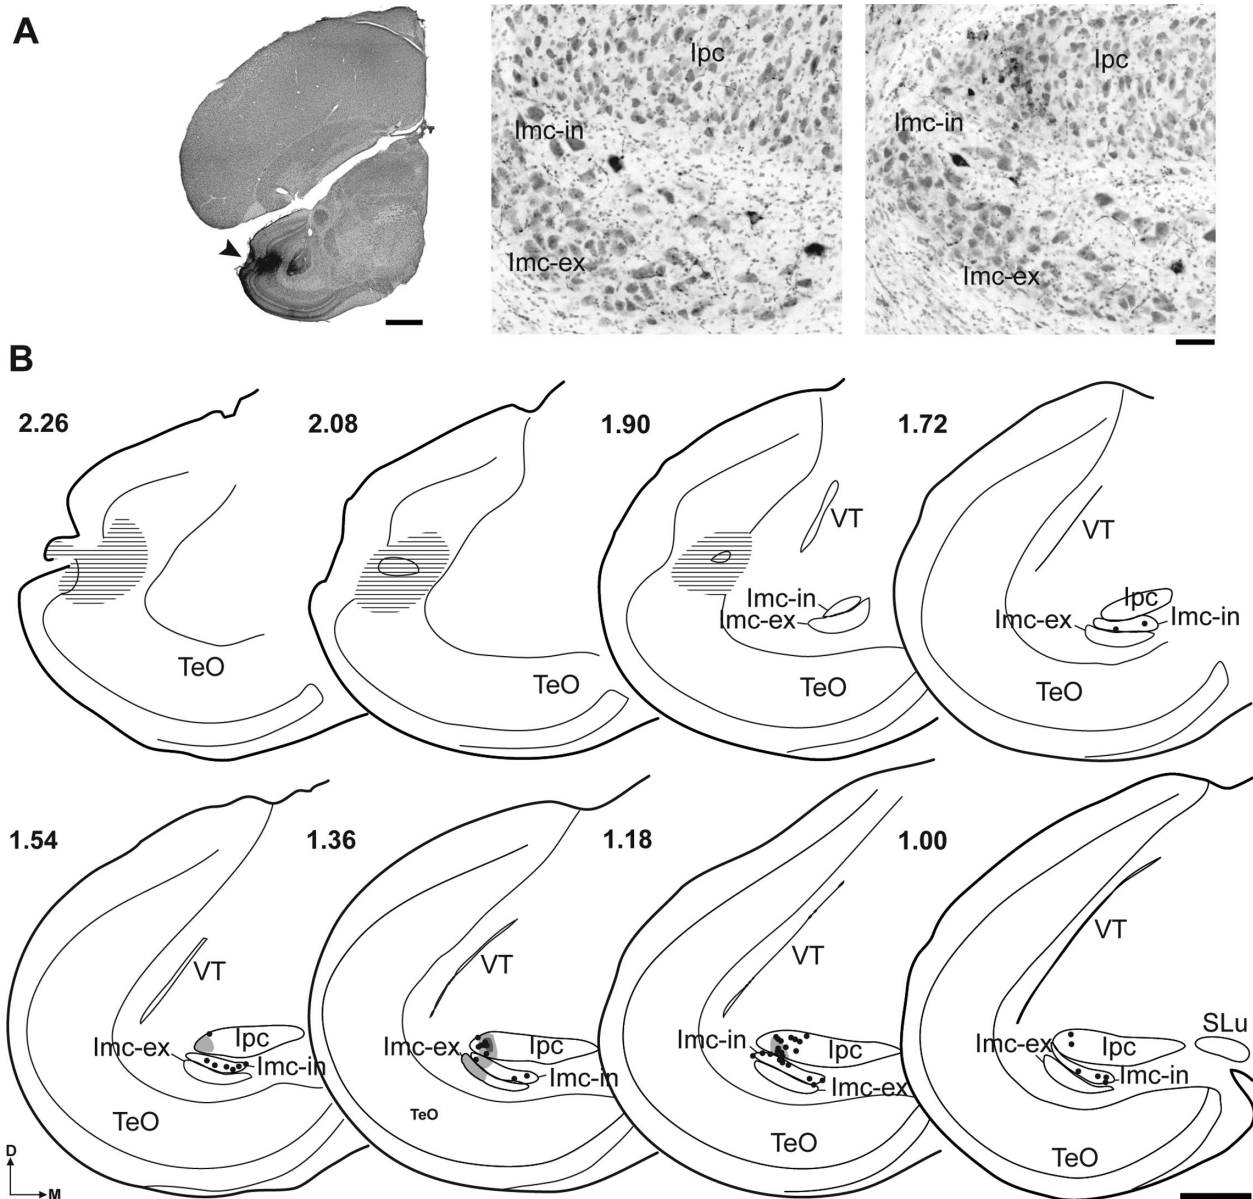 A
Ipc
Imc-in
Imc-ex
Ipc
Imc-in
Imc-ex
B
2.26
TeO
2.08
TeO
1.90
VT
Imc-in
Imc-ex
TeO
1.72
VT
Ipc
Imc-ex
Imc-in
TeO
1.54
VT
Ipc
Imc-ex
Imc-in
TeO
1.36
VT
Imc-ex
Ipc
Imc-in
TeO
1.18
VT
Imc-in
Ipc
Imc-ex
TeO
1.00
VT
SLu
Imc-ex
Ipc
Imc-in
TeO
D
M